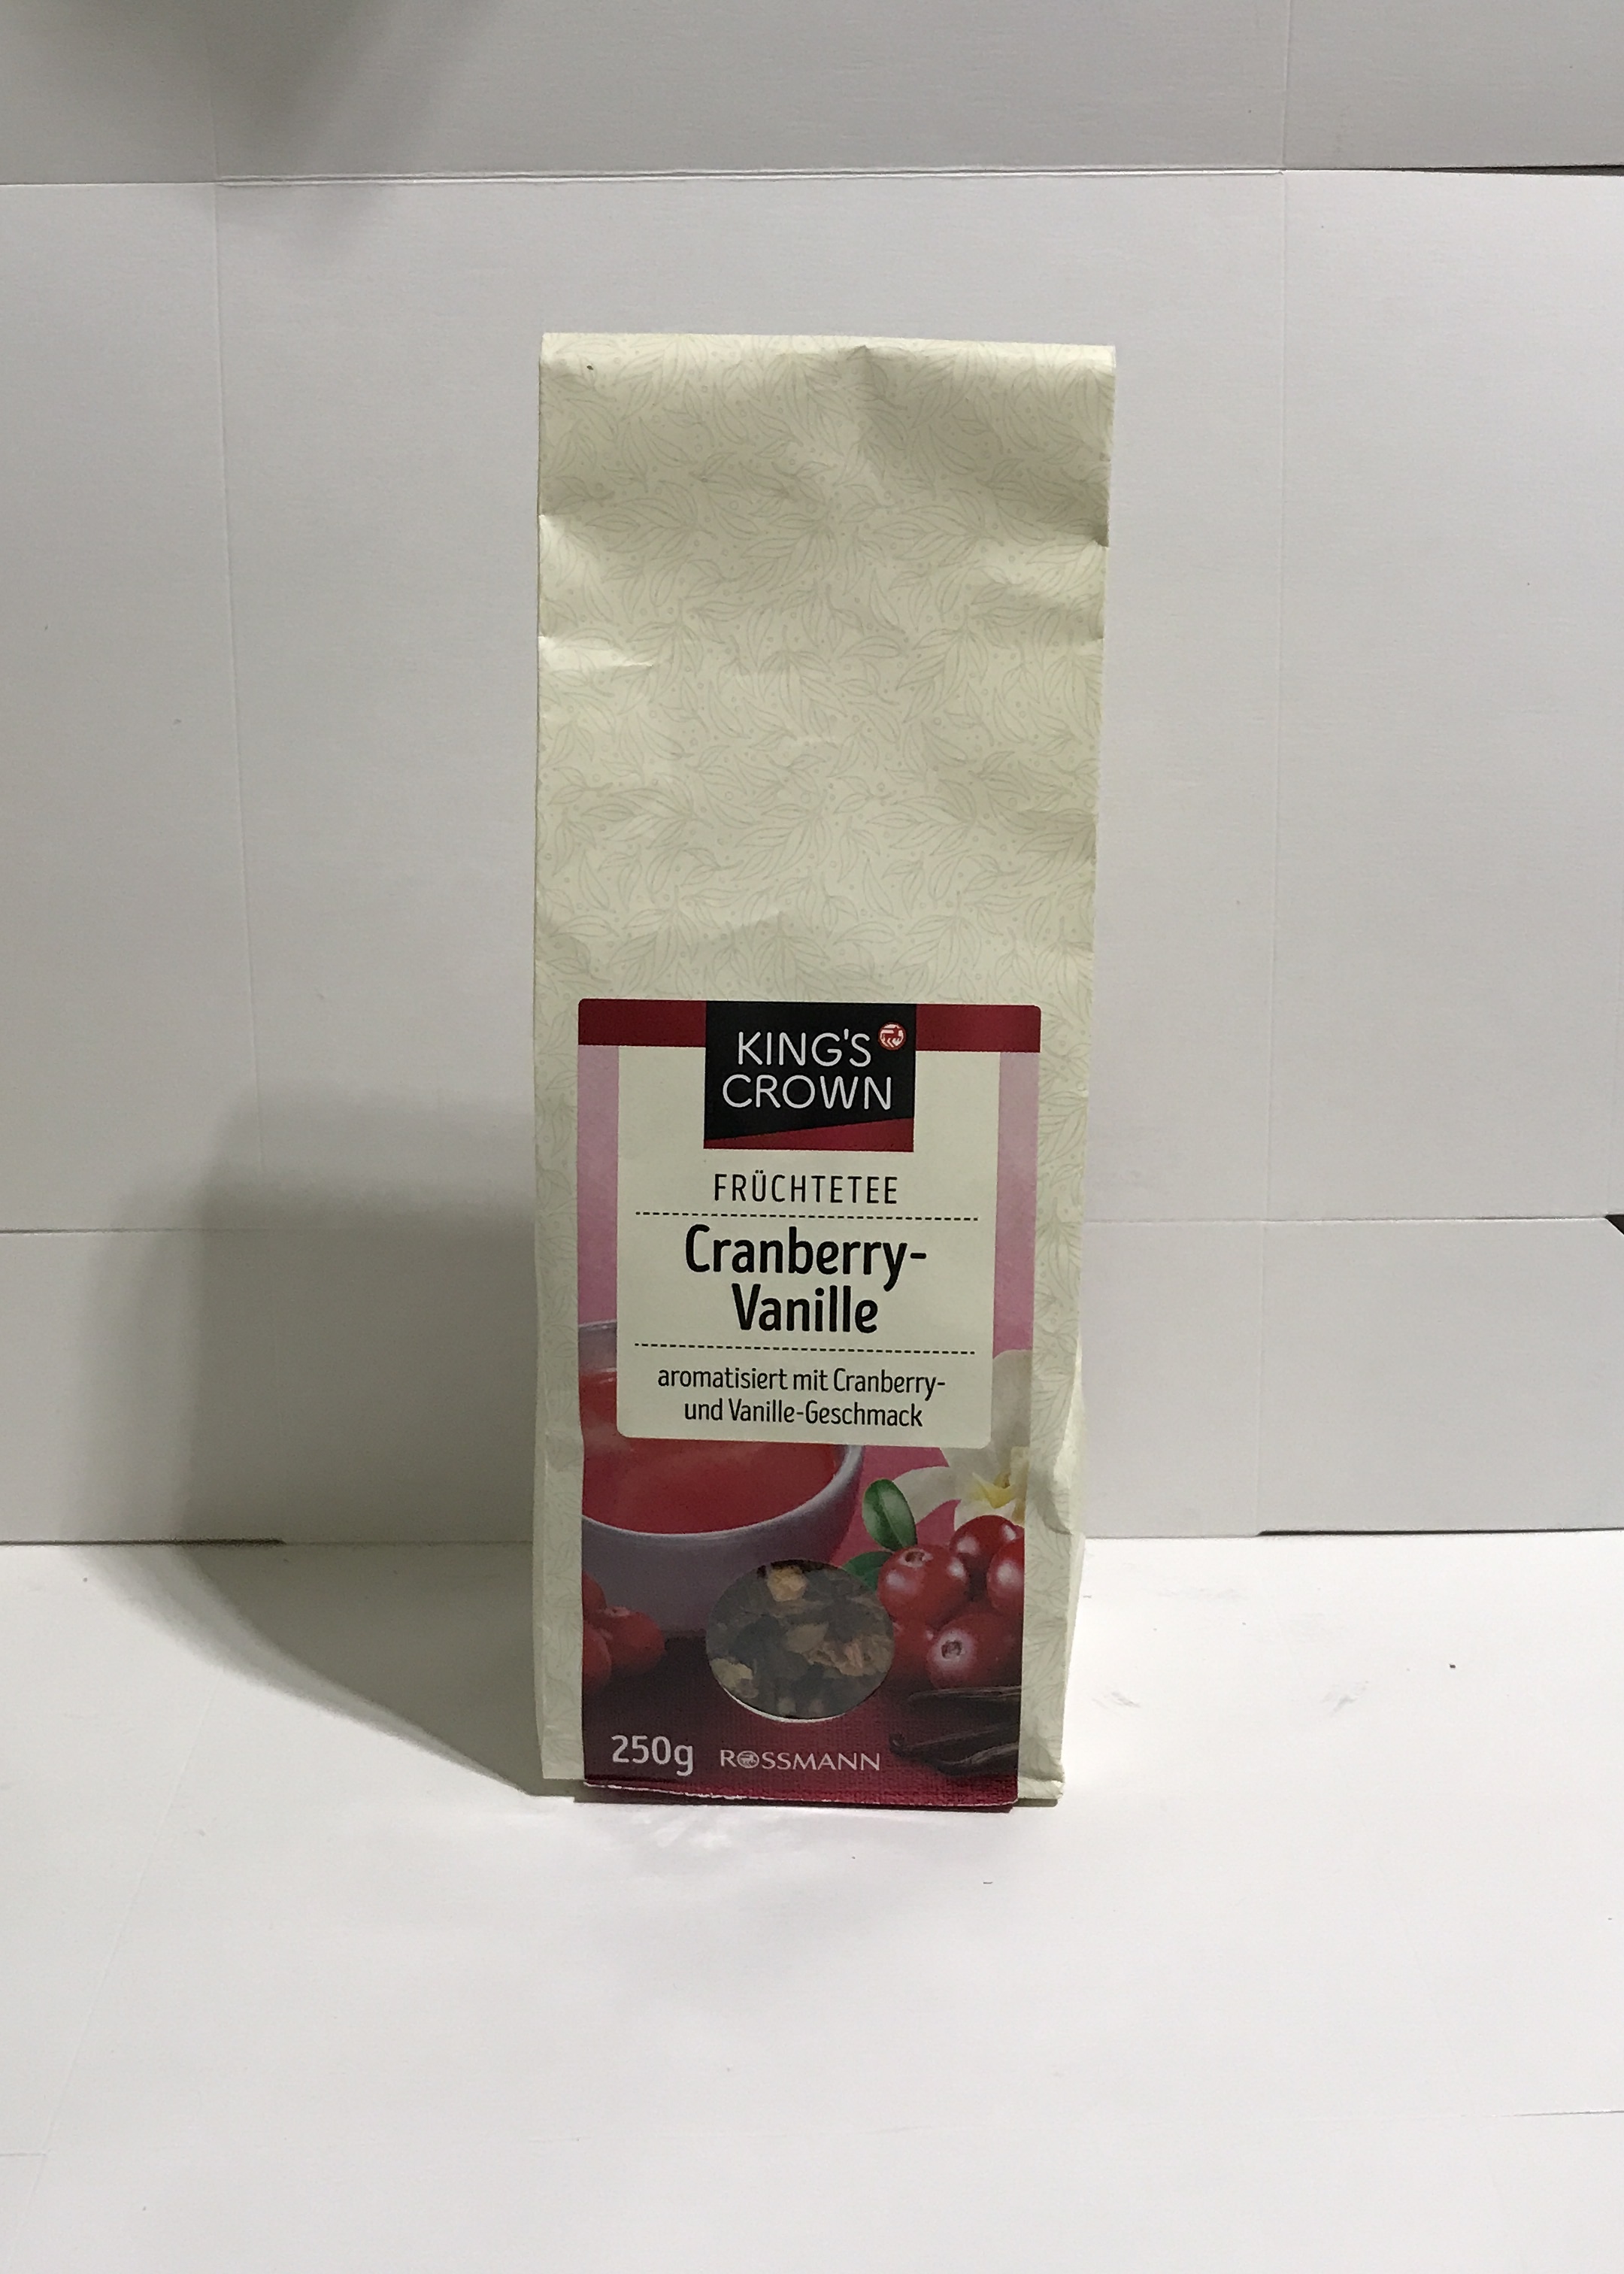 KING'S
CROWN
FRÜCHTETEE
Cranberry-
Vanille
aromatisiert mit Cranberry-
und Vanille-Geschmack
250g ROSSMANN